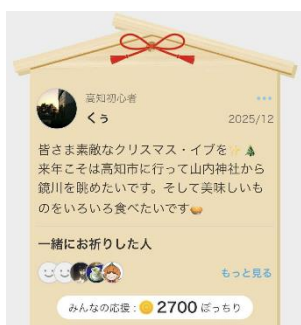 高知初心者
くぅ
2025/12
皆さま素敵なクリスマス・イブを✨🎄
来年こそは高知市に行って山内神社から
鏡川を眺めたいです。そして美味しいも
のをいろいろ食べたいです🥧
一緒にお祈りした人
もっと見る
みんなの応援:🪙2700 ぽっちり